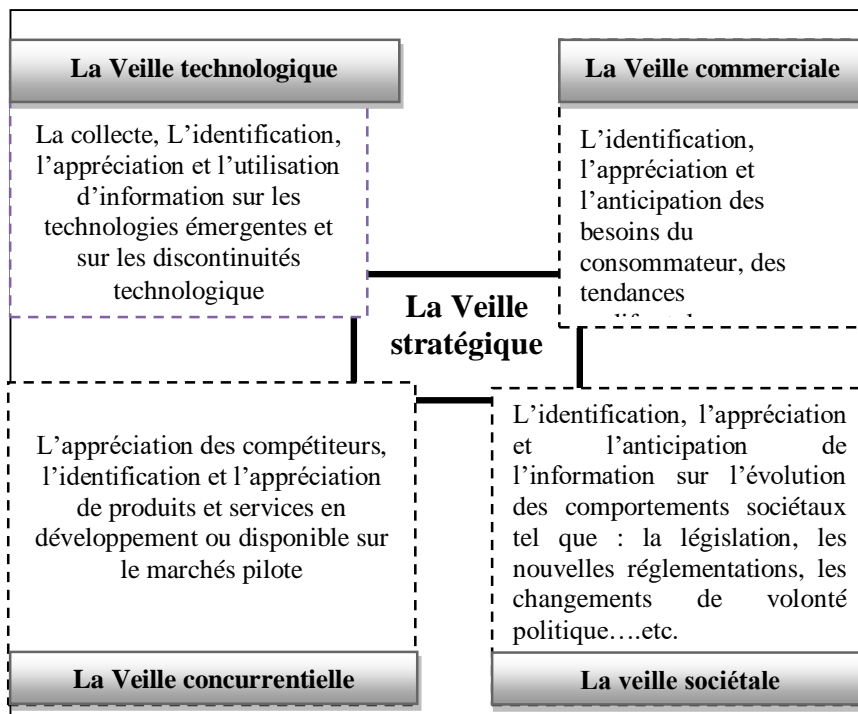 La Veille technologique
La collecte, L’identification,
l’appréciation et l’utilisation
d’information sur les
technologies émergentes et
sur les discontinuités
technologique
La Veille commerciale
L’identification,
l’appréciation et
l’anticipation des
besoins du
consommateur, des
tendances
La Veille
stratégique
L’appréciation des compétiteurs,
l’identification et l’appréciation
de produits et services en
développement ou disponible sur
le marchés pilote
La Veille concurrentielle
L’identification, l’appréciation
et l’anticipation de
l’information sur l’évolution
des comportements sociétaux
tel que : la législation, les
nouvelles réglementations, les
changements de volonté
politique….etc.
La veille sociétale